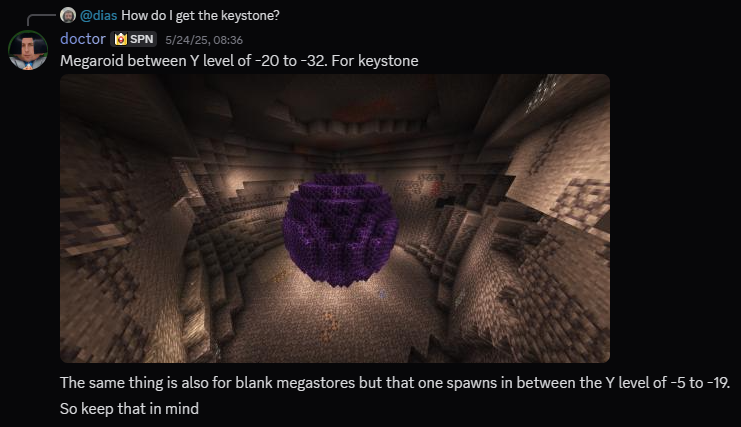 @dias How do I get the keystone?
doctor SPN 5/24/25, 08:36
Megaroid between Y level of -20 to -32. For keystone
The same thing is also for blank megastores but that one spawns in between the Y level of -5 to -19.
So keep that in mind